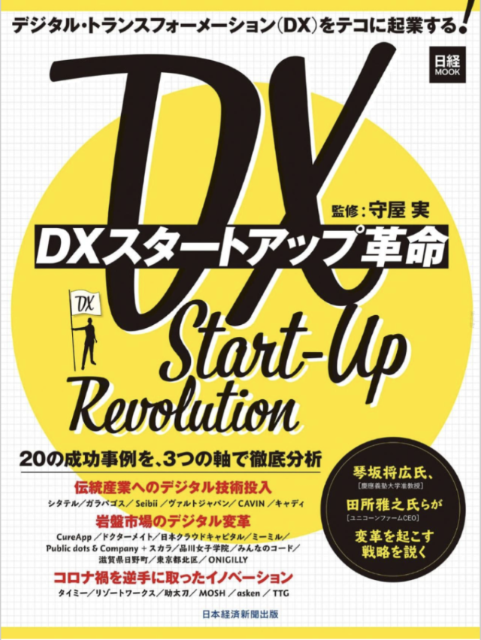 デジタル・トランスフォーメーション(DX)をテコに起業する!
日経
MOOK
DX
監修:守屋 実
DXスタートアップ革命
DX
Start-Up
Revolution
20の成功事例を、3つの軸で徹底分析
伝統産業へのデジタル技術投入
シタテル/ガラパゴス/Seibii/ヴァルトジャパン/CAVIN/キャディ
岩盤市場のデジタル変革
CureApp/ドクターメイト/日本クラウドキャピタル/ミーミル/
Public dots & Company+スカラ/品川女子学院/みんなのコード/
滋賀県日野町/東京都北区/ONIGILLY
コロナ禍を逆手に取ったイノベーション
タイミー/リゾートワークス/助太刀/MOSH/asken/TTG
琴坂将広氏、
[慶應義塾大学准教授]
田所雅之氏らが
[ユニコーンファームCEO]
変革を起こす
戦略を説く
日本経済新聞出版